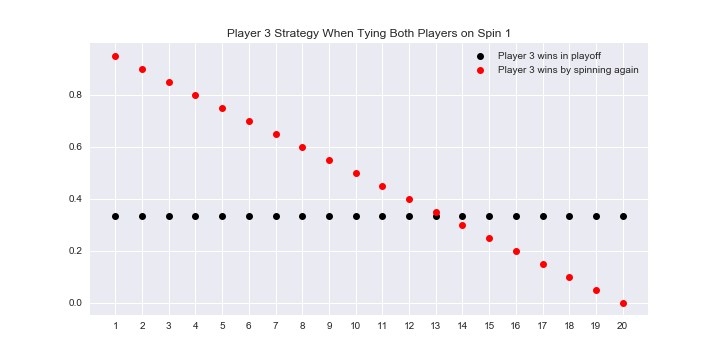 Player 3 Strategy When Tying Both Players on Spin 1
Player 3 wins in playoff
Player 3 wins by spinning again
0.8
0.6
0.4
0.2
0.0
1 2 3 4 5 6 7 8 9 10 11 12 13 14 15 16 17 18 19 20